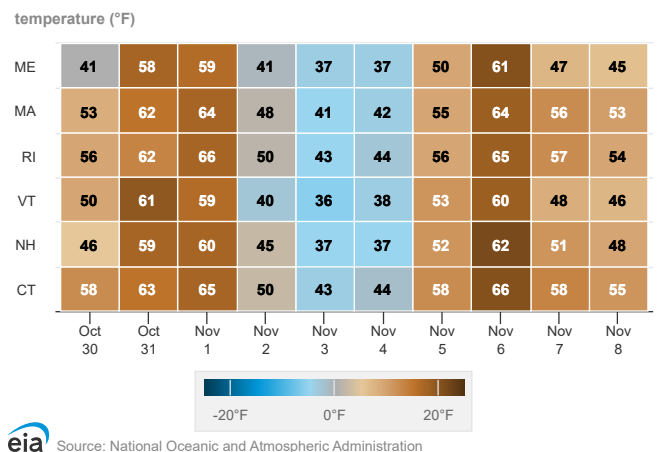 temperature (°F)
ME 41 58 59 41 37 37 50 61 47 45
MA 53 62 64 48 41 42 55 64 56 53
RI 56 62 66 50 43 44 56 65 57 54
VT 50 61 59 40 36 38 53 60 48 46
NH 46 59 60 45 37 37 52 62 51 48
CT 58 63 65 50 43 44 58 66 58 55
Oct Oct Nov Nov Nov Nov Nov Nov Nov Nov
30 31 1 2 3 4 5 6 7 8
-20°F 0°F 20°F
eia Source: National Oceanic and Atmospheric Administration